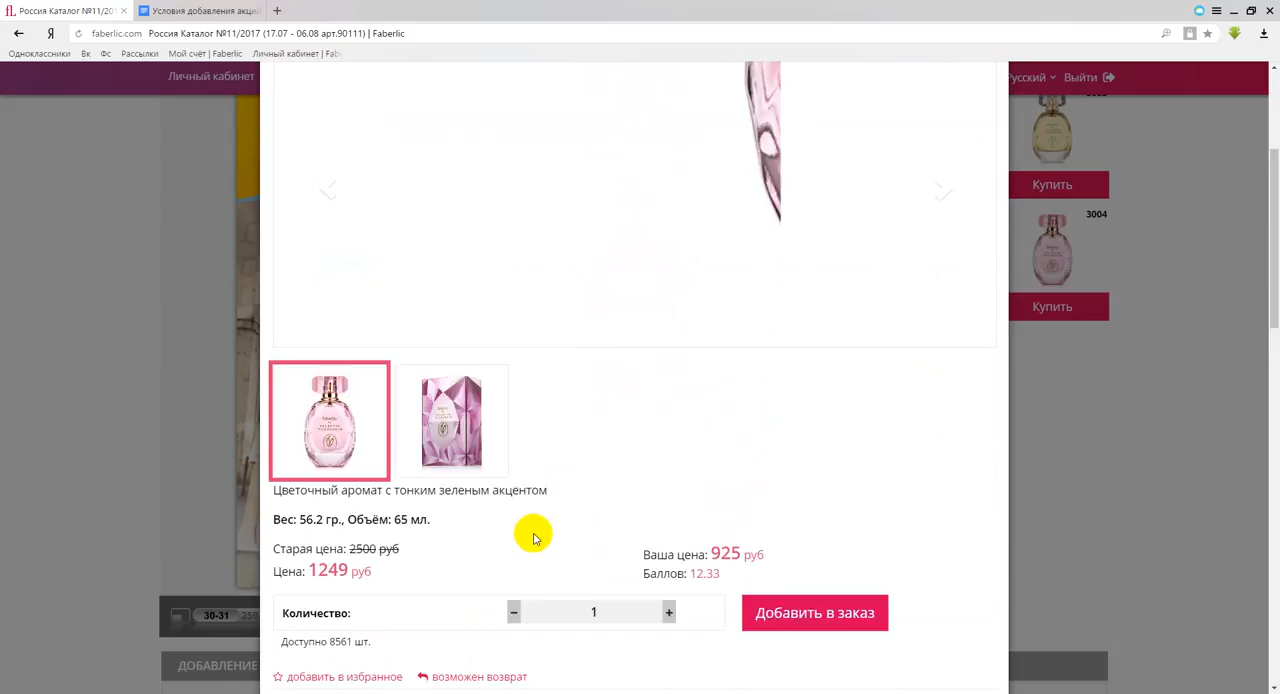 Россия Каталог №11/201
Условия добавления акций
faberlic.com Россия Каталог №11/2017 (17.07 - 06.08 арт.90111) | Faberlic
Одноклассники Вк Фс Рассылки Мой счёт | Faberlic Личный кабинет | Fab
Личный кабинет
Русский Выйти
Купить
3004
Купить
Цветочный аромат с тонким зеленым акцентом
Вес: 56.2 гр., Объём: 65 мл.
Старая цена: 2500 руб
Цена: 1249 руб
Ваша цена: 925 руб
Баллов: 12.33
Количество: − 1 +
Добавить в заказ
Доступно 8561 шт.
30-31 259
ДОБАВЛЕНИЕ
добавить в избранное возможен возврат